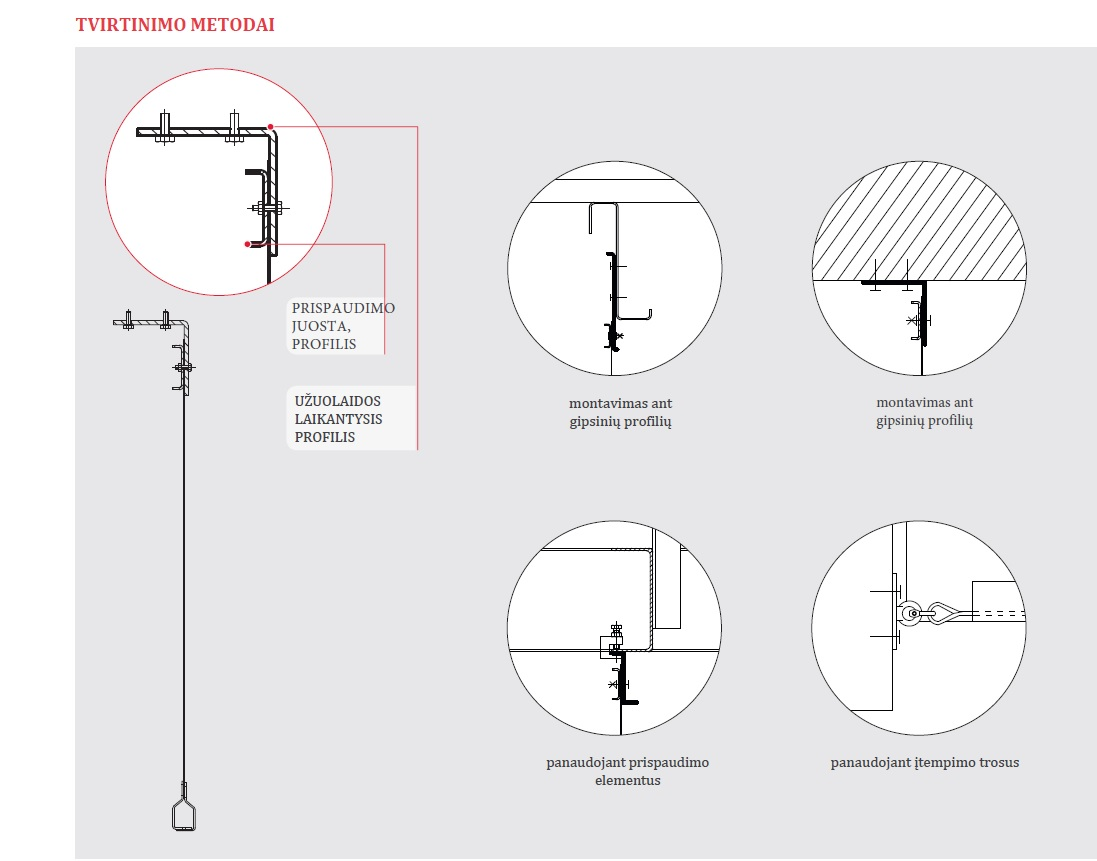 TVIRTINIMO METODAI
PRISPAUDIMO
JUOSTA,
PROFILIS
UŽUOLAIDOS
LAIKANTYSIS
PROFILIS
montavimas ant
gipsinių profilių
montavimas ant
gipsinių profilių
panaudojant prispaudimo
elementus
panaudojant įtempimo trosus